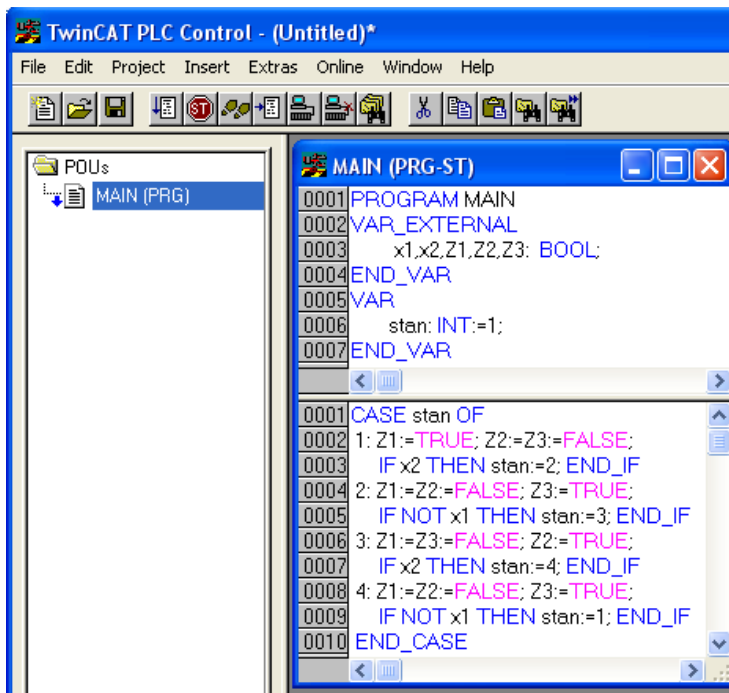 TwinCAT PLC Control - (Untitled)*
File Edit Project Insert Extras Online Window Help
ST
POUs
MAIN (PRG)
MAIN (PRG-ST)
0001 PROGRAM MAIN
0002 VAR_EXTERNAL
0003 x1,x2,Z1,Z2,Z3: BOOL;
0004 END_VAR
0005 VAR
0006 stan: INT:=1;
0007 END_VAR
0001 CASE stan OF
0002 1: Z1:=TRUE; Z2:=Z3:=FALSE;
0003 IF x2 THEN stan:=2; END_IF
0004 2: Z1:=Z2:=FALSE; Z3:=TRUE;
0005 IF NOT x1 THEN stan:=3; END_IF
0006 3: Z1:=Z3:=FALSE; Z2:=TRUE;
0007 IF x2 THEN stan:=4; END_IF
0008 4: Z1:=Z2:=FALSE; Z3:=TRUE;
0009 IF NOT x1 THEN stan:=1; END_IF
0010 END_CASE